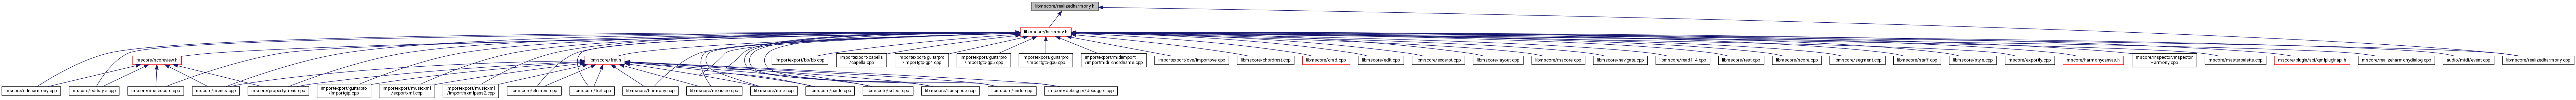 libmscore/realizedharmony.h
libmscore/harmony.h
mscore/scoreview.h
libmscore/fret.h
importexport/bb/bb.cpp
importexport/capella
/capella.cpp
importexport/guitarpro
/importgtp-gp4.cpp
importexport/guitarpro
/importgtp-gp5.cpp
importexport/guitarpro
/importgtp-gp6.cpp
importexport/midiimport
/importmidi_chordname.cpp
importexport/ove/importove.cpp
libmscore/chordrest.cpp
libmscore/cmd.cpp
libmscore/edit.cpp
libmscore/excerpt.cpp
libmscore/layout.cpp
libmscore/mscore.cpp
libmscore/navigate.cpp
libmscore/read114.cpp
libmscore/rest.cpp
libmscore/score.cpp
libmscore/segment.cpp
libmscore/staff.cpp
libmscore/style.cpp
mscore/exportly.cpp
mscore/harmonycanvas.h
mscore/inspector/inspector
Harmony.cpp
mscore/masterpalette.cpp
mscore/plugin/api/qmlpluginapi.h
mscore/realizeharmonydialog.cpp
audio/midi/event.cpp
libmscore/realizedharmony.cpp
mscore/editharmony.cpp
mscore/editstyle.cpp
mscore/musescore.cpp
mscore/menus.cpp
mscore/propertymenu.cpp
importexport/guitarpro
/importgtp.cpp
importexport/musicxml
/exportxml.cpp
importexport/musicxml
/importmxmlpass2.cpp
libmscore/element.cpp
libmscore/fret.cpp
libmscore/harmony.cpp
libmscore/measure.cpp
libmscore/note.cpp
libmscore/paste.cpp
libmscore/select.cpp
libmscore/transpose.cpp
libmscore/undo.cpp
mscore/debugger/debugger.cpp